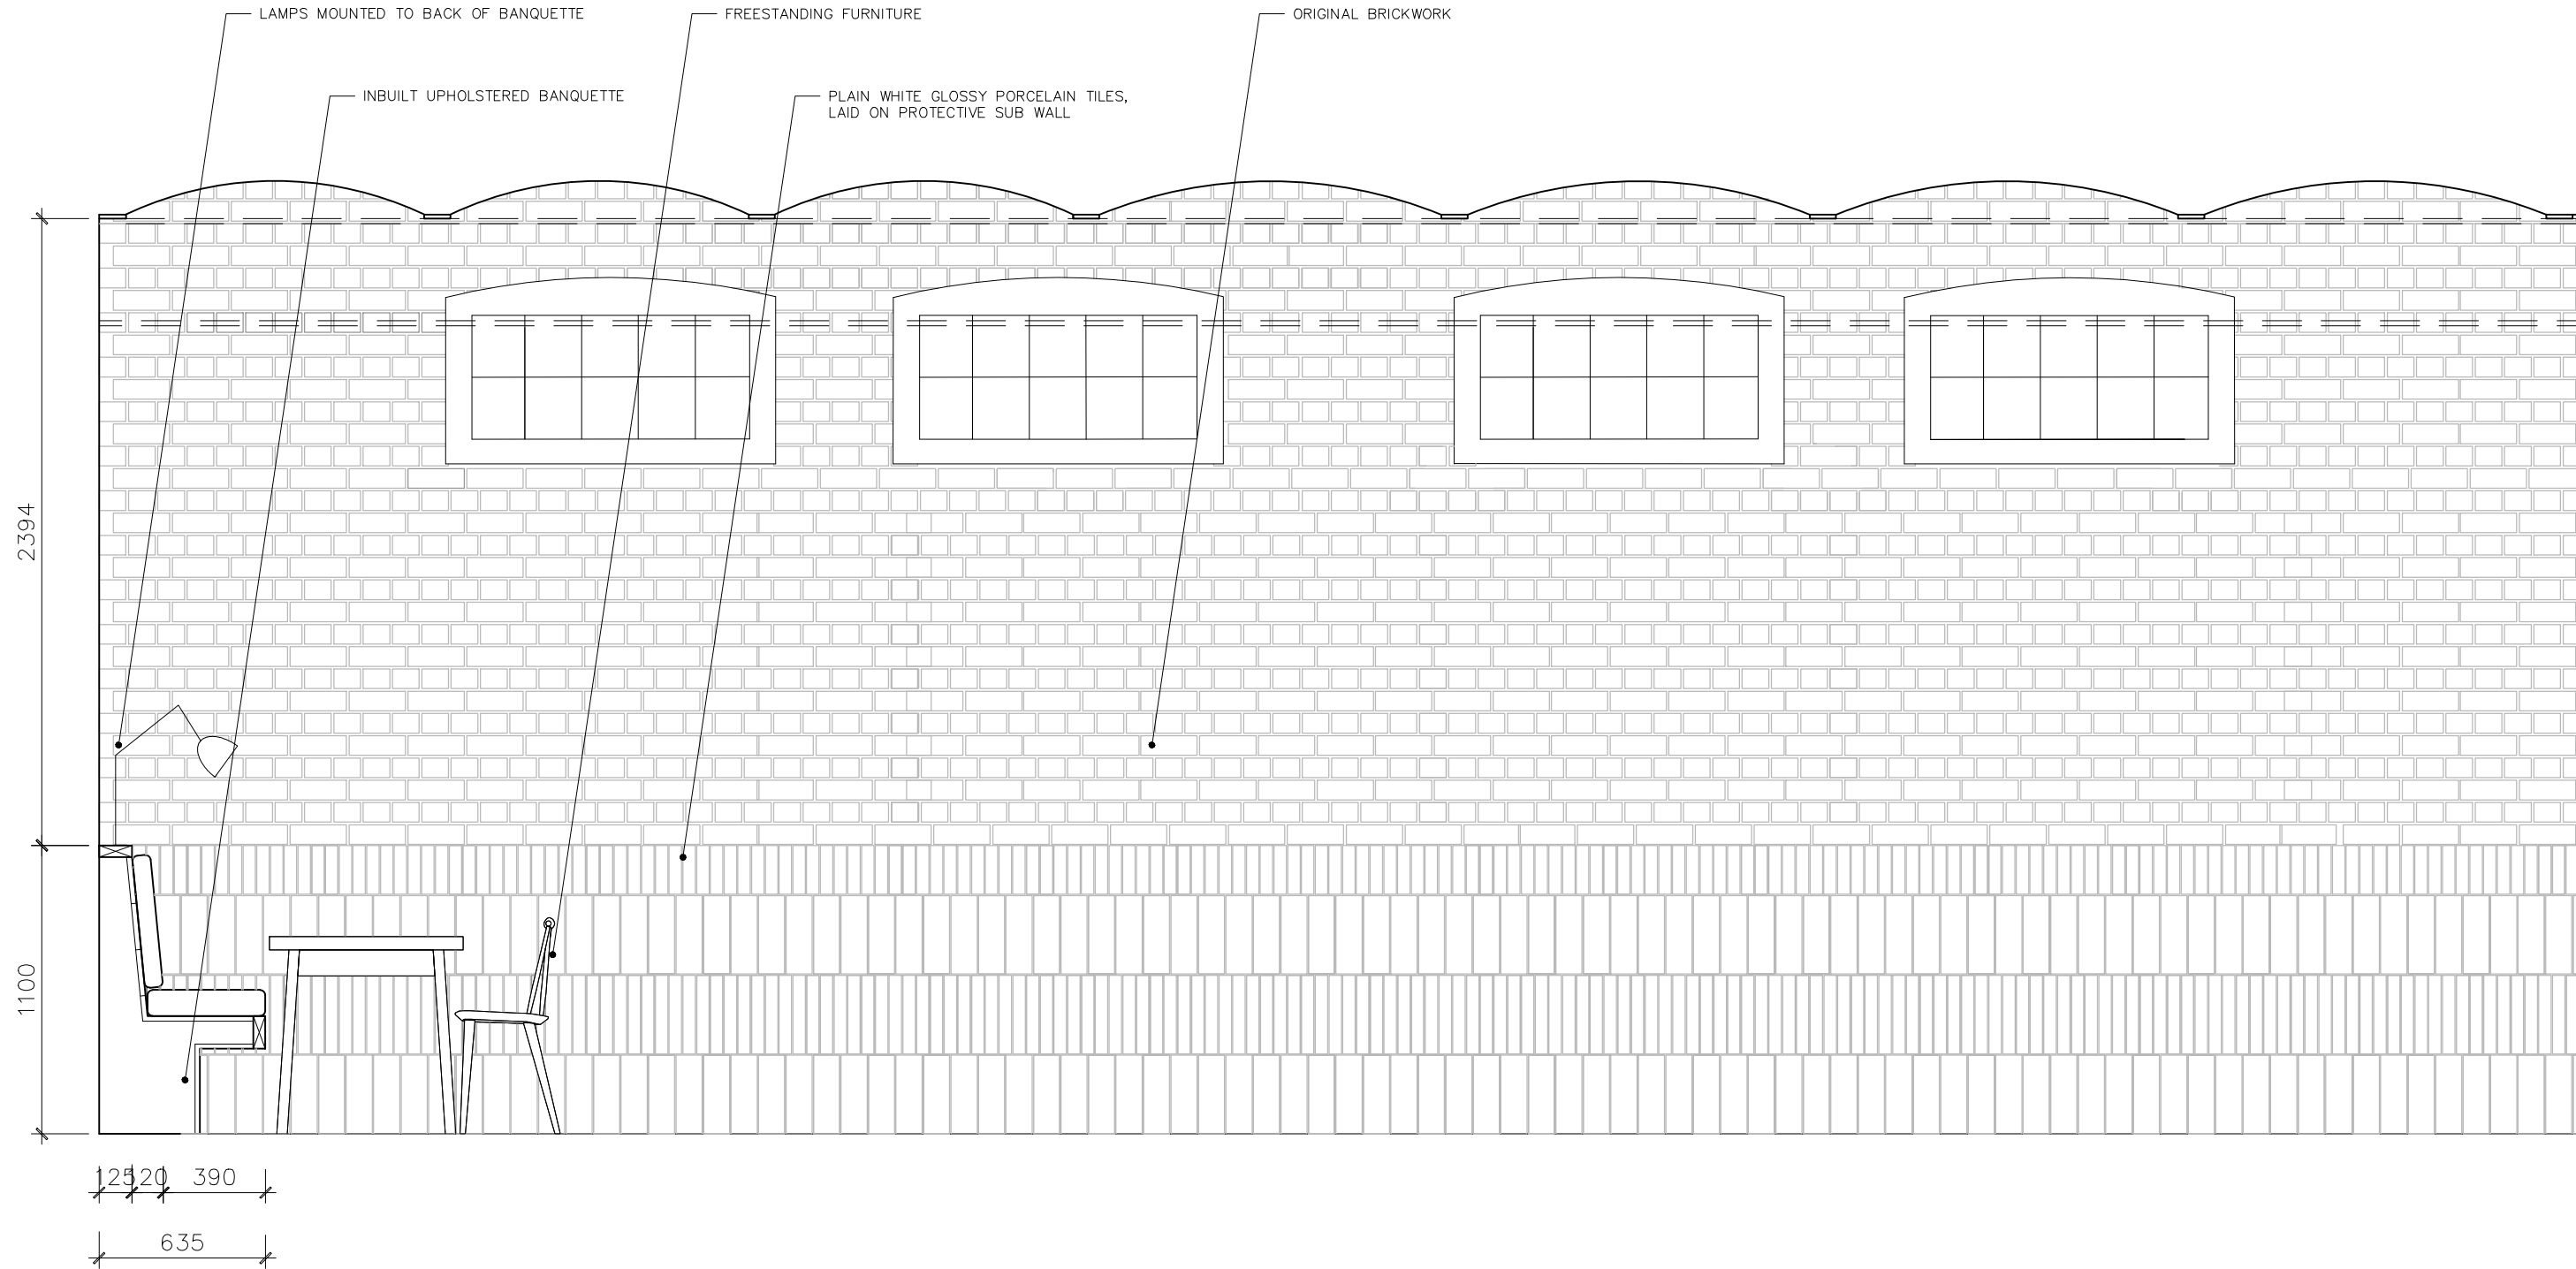 LAMPS MOUNTED TO BACK OF BANQUETTE
FREESTANDING FURNITURE
ORIGINAL BRICKWORK
INBUILT UPHOLSTERED BANQUETTE
PLAIN WHITE GLOSSY PORCELAIN TILES,
LAID ON PROTECTIVE SUB WALL
2394
1100
125
120
390
635